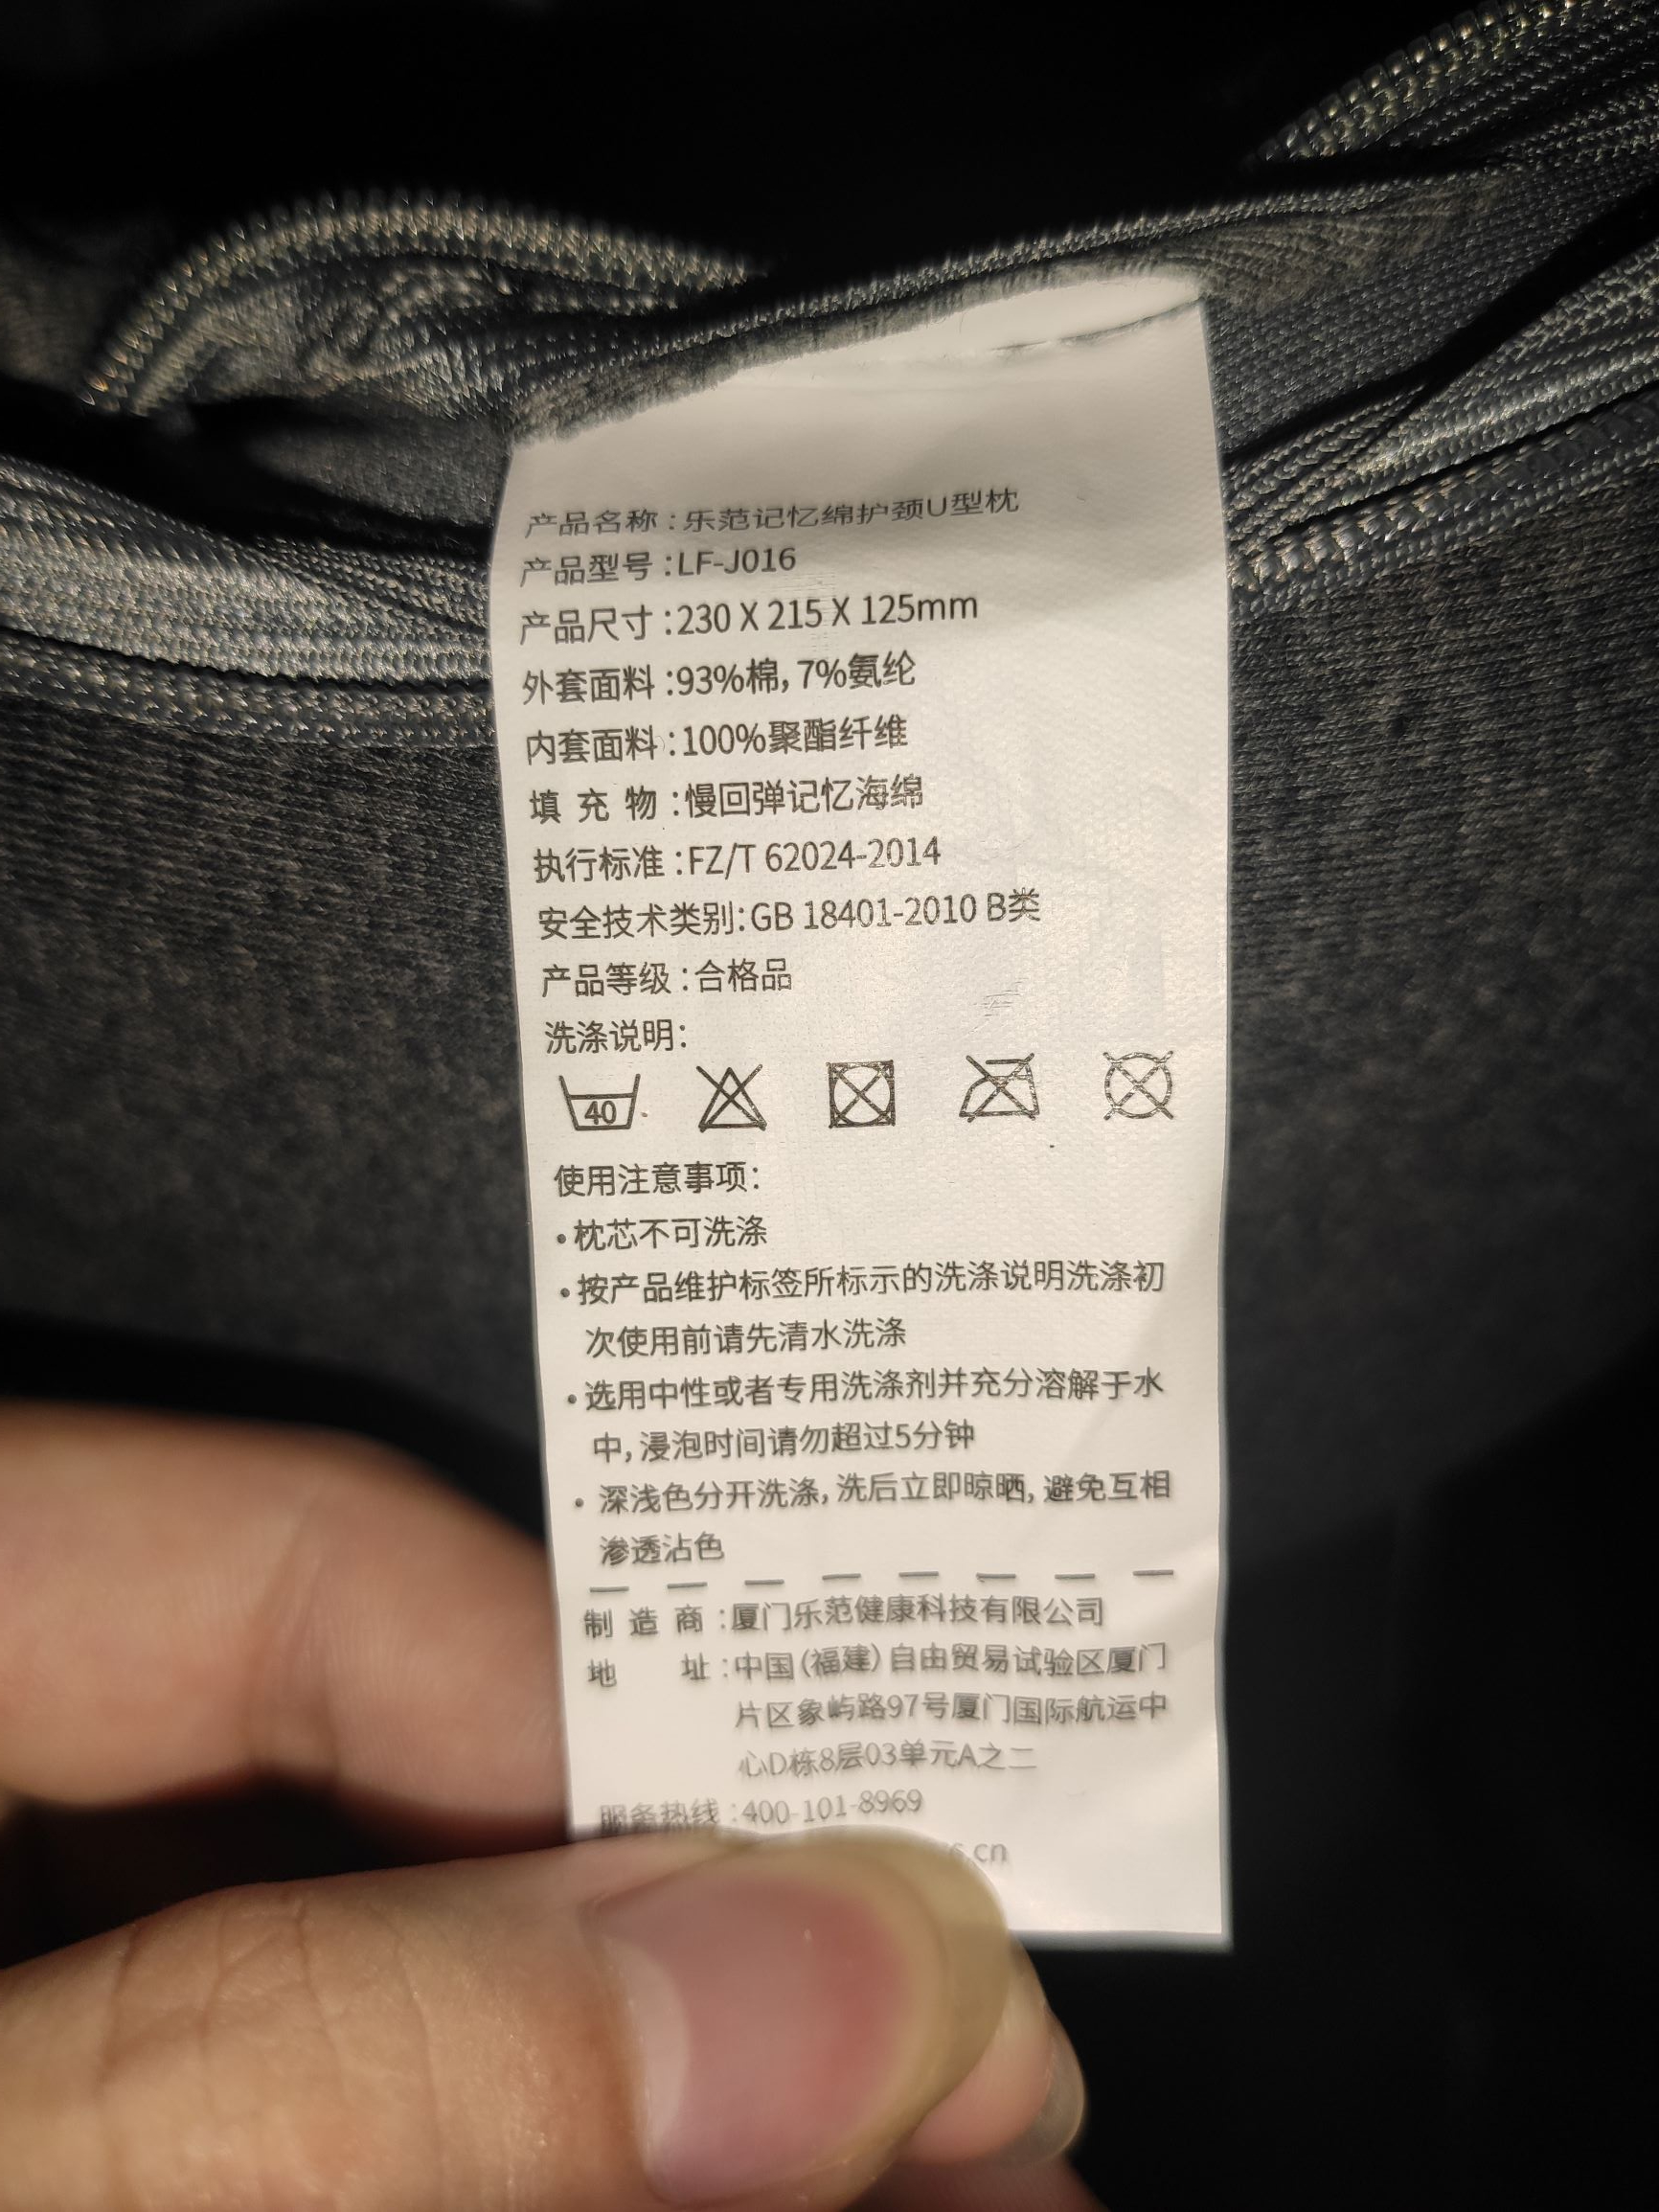 产品名称:乐范记忆绵护颈U型枕
产品型号:LF-J016
产品尺寸:230 X 215 X 125mm
外套面料:93%棉,7%氨纶
内套面料:100%聚酯纤维
填 充 物:慢回弹记忆海绵
执行标准:FZ/T 62024-2014
安全技术类别:GB 18401-2010 B类
产品等级:合格品
洗涤说明:
40
使用注意事项:
•枕芯不可洗涤
•按产品维护标签所标示的洗涤说明洗涤初
次使用前请先清水洗涤
•选用中性或者专用洗涤剂并充分溶解于水
中,浸泡时间请勿超过5分钟
• 深浅色分开洗涤,洗后立即晾晒,避免互相
渗透沾色
制 造 商:厦门乐范健康科技有限公司
地 址:中国(福建)自由贸易试验区厦门
片区象屿路97号厦门国际航运中
心D栋8层03单元A之二
服务热线:400-101-8969
.cn